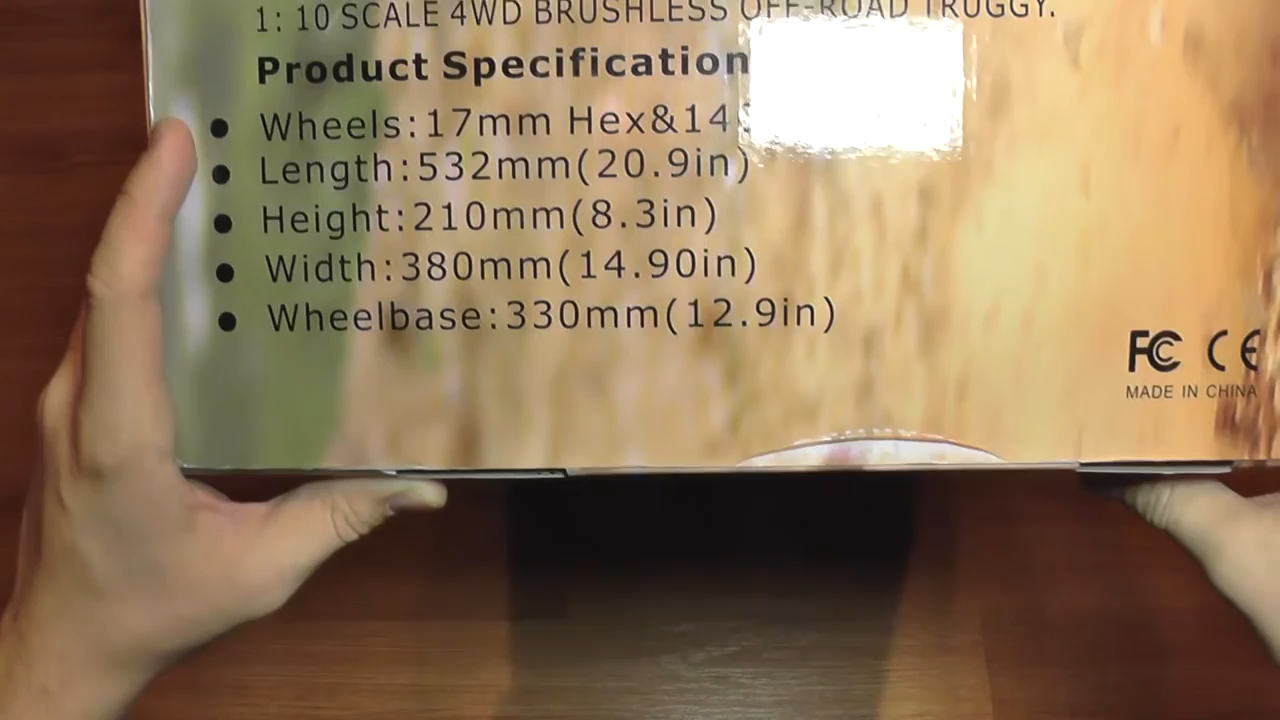 1: 10 SCALE 4WD BRUSHLESS OFF-ROAD TRUGGY.
Product Specification
● Wheels:17mm Hex&14
● Length:532mm(20.9in)
● Height:210mm(8.3in)
● Width:380mm(14.90in)
● Wheelbase:330mm(12.9in)
FC CE
MADE IN CHINA